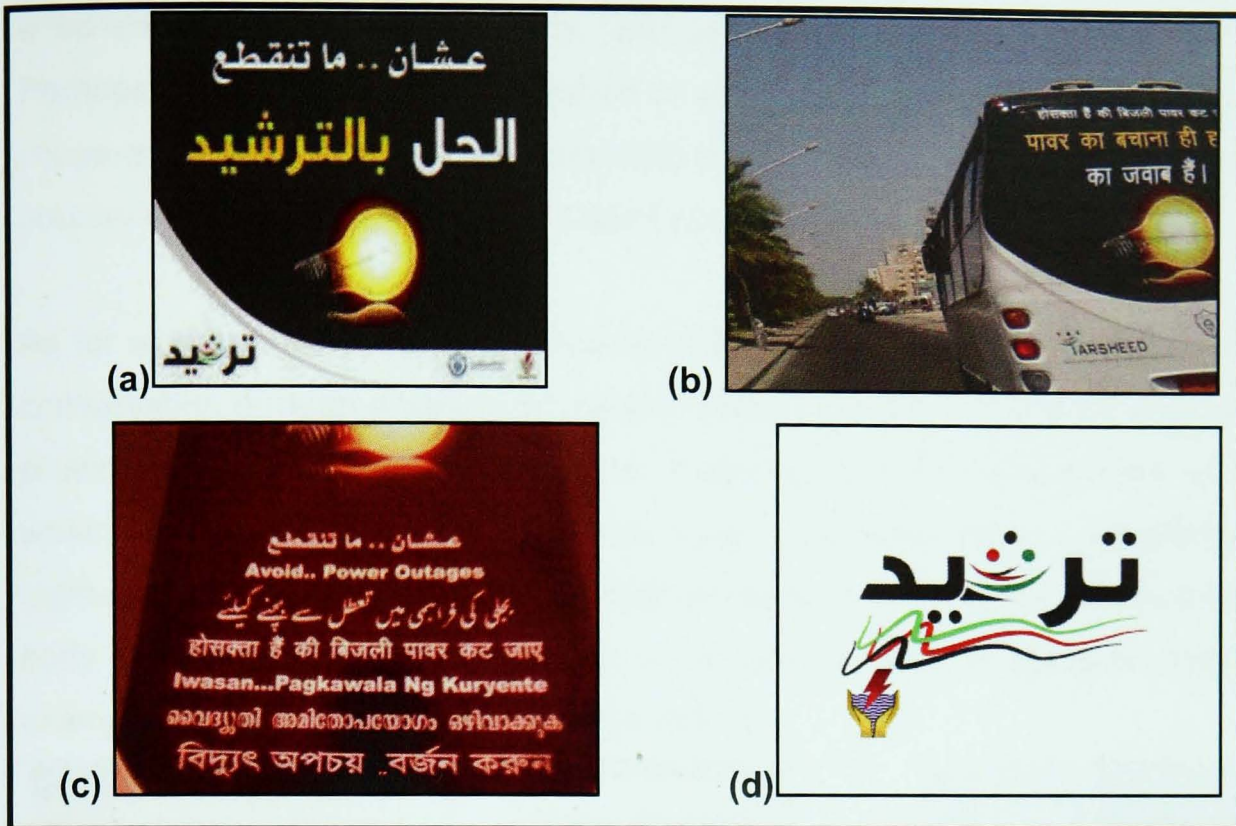 عشان .. ما تنقطع
الحل بالترشيد
ترشيد
(a)
होसक्ता हैं की बिजली पावर कट
पावर का बचाना ही
का जवाब हैं।
TARSHEED
(b)
عشان .. ما تنقطع
Avoid.. Power Outages
بجلی کی فراہمی میں تعطل سے بچنے کیلئے
होसक्ता हैं की बिजली पावर कट जाए
Iwasan...Pagkawala Ng Kuryente
വൈദ്യുതി അമിതോപയോഗം ഒഴിവാക്കുക
বিদ্যুৎ অপচয় ..বর্জন করুন
(c)
ترشيد
(d)